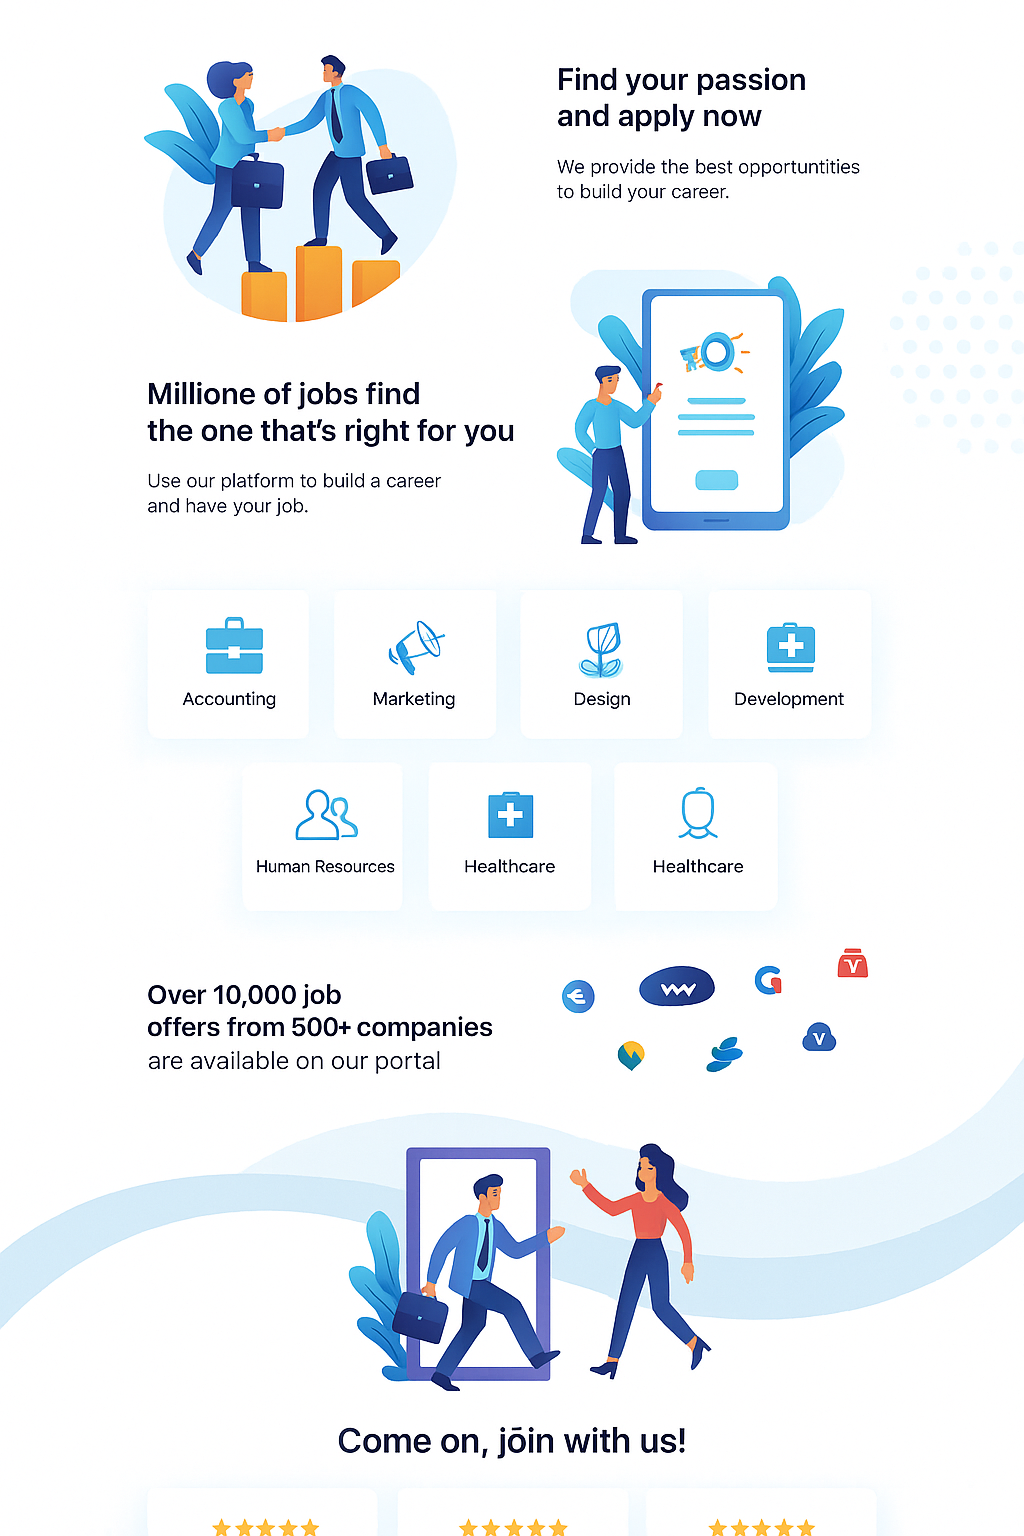 Find your passion
and apply now
We provide the best opportuntities
to build your career.
Millione of jobs find
the one that's right for you
Use our platform to build a career
and have your job.
Accounting
Marketing
Design
Development
Human Resources
Healthcare
Healthcare
Over 10,000 job
offers from 500+ companies
are available on our portal
Come on, jōin with us!